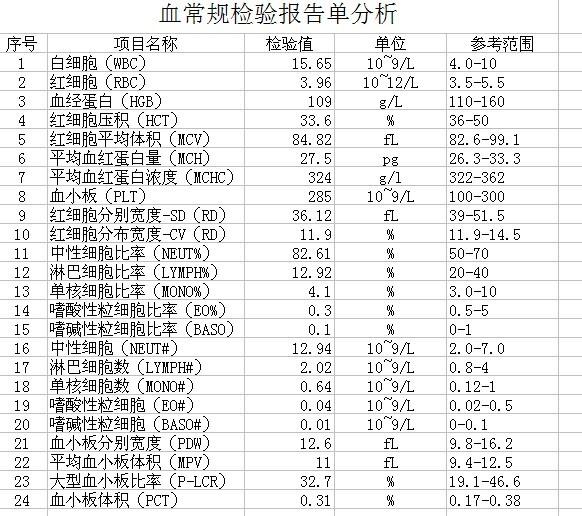 血常规检验报告单分析
序号 项目名称 检验值 单位 参考范围
1 白细胞（WBC） 15.65 10~9/L 4.0-10
2 红细胞（RBC） 3.96 10~12/L 3.5-5.5
3 血经蛋白（HGB） 109 g/L 110-160
4 红细胞压积（HCT） 33.6 % 36-50
5 红细胞平均体积（MCV） 84.82 fL 82.6-99.1
6 平均血红蛋白量（MCH） 27.5 pg 26.3-33.3
7 平均血红蛋白浓度（MCHC） 324 g/l 322-362
8 血小板（PLT） 285 10~9/L 100-300
9 红细胞分别宽度-SD（RD） 36.12 fL 39-51.5
10 红细胞分布宽度-CV（RD） 11.9 % 11.9-14.5
11 中性细胞比率（NEUT%） 82.61 % 50-70
12 淋巴细胞比率（LYMPH%） 12.92 % 20-40
13 单核细胞比率（MONO%） 4.1 % 3.0-10
14 嗜酸性粒细胞比率（EO%） 0.3 % 0.5-5
15 嗜碱性粒细胞比率（BASO） 0.1 % 0-1
16 中性细胞（NEUT#） 12.94 10~9/L 2.0-7.0
17 淋巴细胞数（LYMPH#） 2.02 10~9/L 0.8-4
18 单核细胞数（MONO#） 0.64 10~9/L 0.12-1
19 嗜酸性粒细胞（EO#） 0.04 10~9/L 0.02-0.5
20 嗜碱性粒细胞（BASO#） 0.01 10~9/L 0-0.1
21 血小板分别宽度（PDW） 12.6 fL 9.8-16.2
22 平均血小板体积（MPV） 11 fL 9.4-12.5
23 大型血小板比率（P-LCR） 32.7 % 19.1-46.6
24 血小板体积（PCT） 0.31 % 0.17-0.38